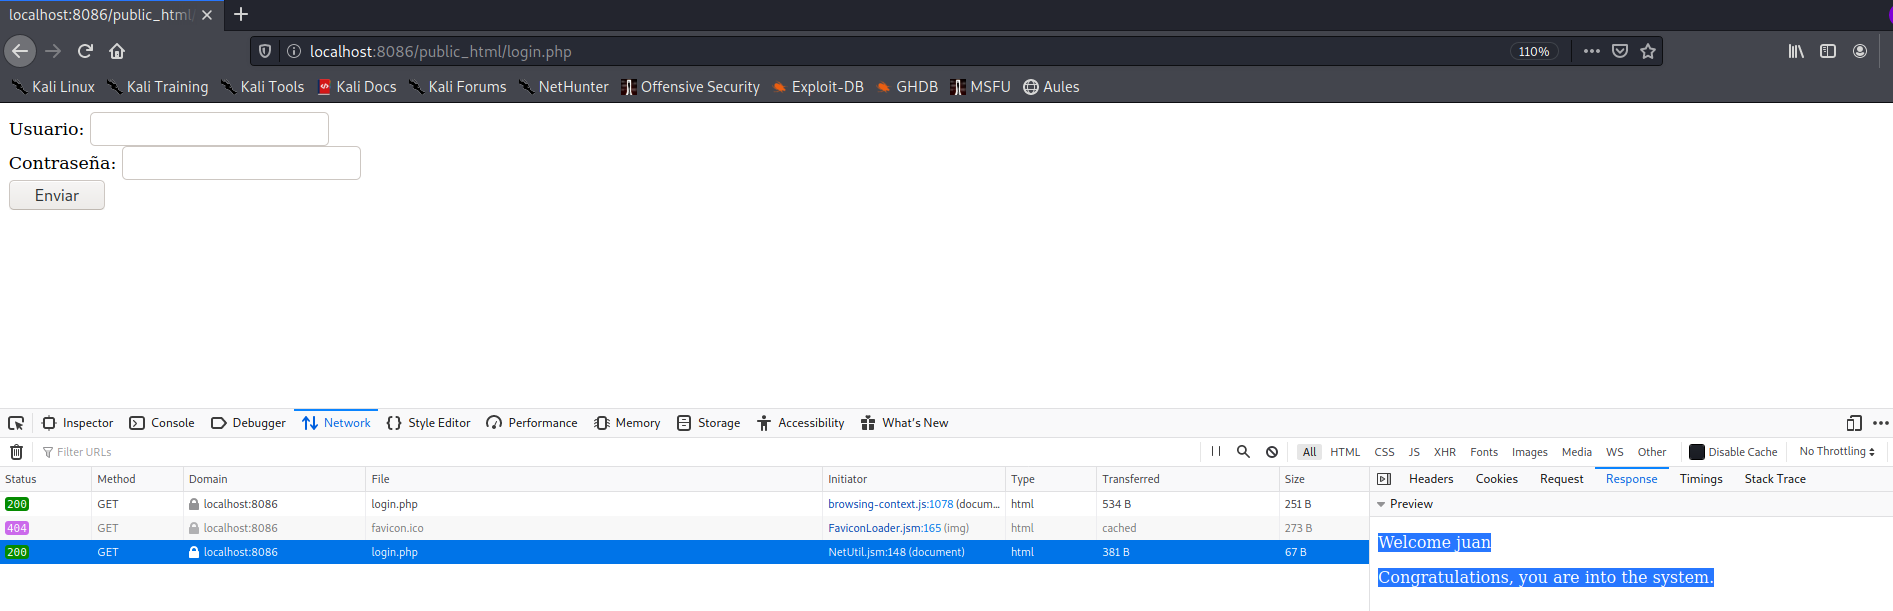 localhost:8086/public_html/
localhost:8086/public_html/login.php 110%
Kali Linux Kali Training Kali Tools Kali Docs Kali Forums NetHunter Offensive Security Exploit-DB GHDB MSFU Aules
Usuario:
Contraseña:
Enviar
Inspector Console Debugger Network Style Editor Performance Memory Storage Accessibility What's New
Filter URLs All HTML CSS JS XHR Fonts Images Media WS Other Disable Cache No Throttling
Status Method Domain File Initiator Type Transferred Size Headers Cookies Request Response Timings Stack Trace
200 GET localhost:8086 login.php browsing-context.js:1078 (docum... html 534 B 251 B Preview
404 GET localhost:8086 favicon.ico FaviconLoader.jsm:165 (img) html cached 273 B
200 GET localhost:8086 login.php NetUtil.jsm:148 (document) html 381 B 67 B
Welcome juan
Congratulations, you are into the system.